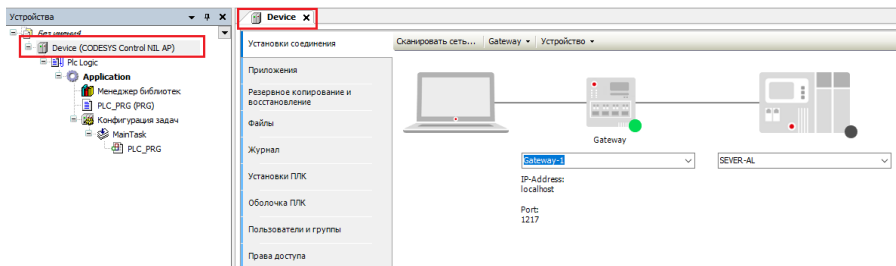 Устройства
Без имени
Device (CODESYS Control NIL AP)
Plc Logic
Application
Менеджер библиотек
PLC_PRG (PRG)
Конфигурация задач
MainTask
PLC_PRG
Device
Установки соединения
Приложения
Резервное копирование и
восстановление
Файлы
Журнал
Установки ПЛК
Оболочка ПЛК
Пользователи и группы
Права доступа
Сканировать сеть... Gateway Устройство
Gateway
Gateway-1
SEVER-AL
IP-Address:
localhost
Port:
1217